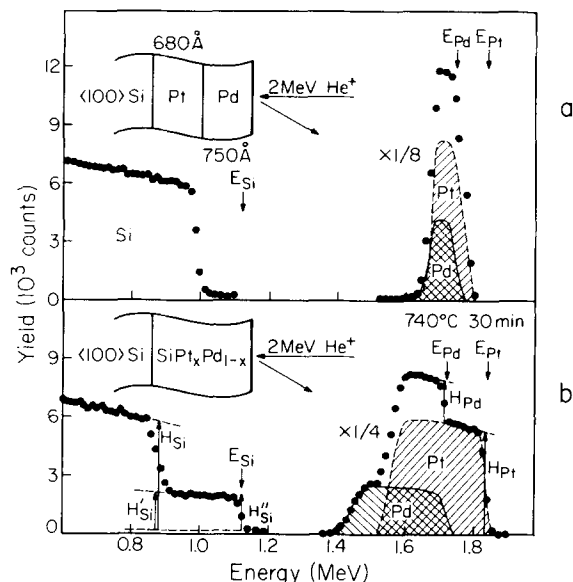 a
680Å
⟨100⟩ Si
Pt
Pd
2MeV He⁺
750Å
E_Pd E_Pt
E_Si
×1/8
Pt
Pd
Si
12
9
6
3
0
Yield (10³ counts)
b
740°C 30min
⟨100⟩ Si
SiPtₓPd₁₋ₓ
2MeV He⁺
E_Pd E_Pt
E_Si
×1/4
H_Pd
H_Pt
Pt
Pd
H_Si
H'_Si
H''_Si
9
6
3
0
0.8 1.0 1.2 1.4 1.6 1.8
Energy (MeV)